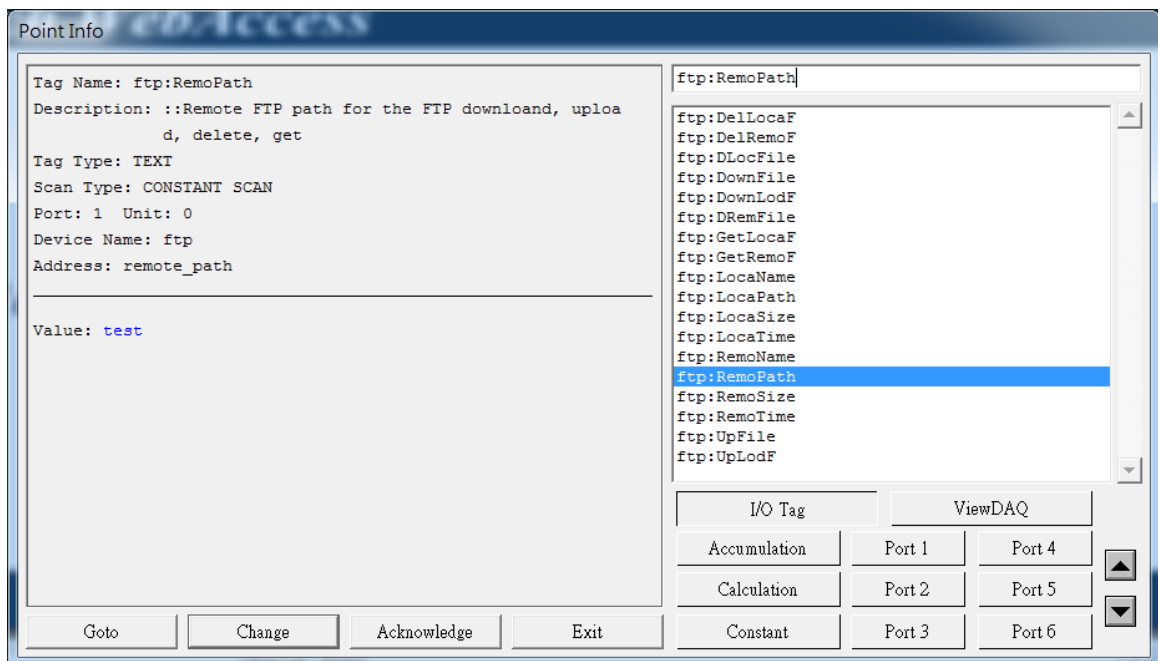 WebAccess
Point Info
Tag Name: ftp:RemoPath
Description: ::Remote FTP path for the FTP downloand, uploa
d, delete, get
Tag Type: TEXT
Scan Type: CONSTANT SCAN
Port: 1 Unit: 0
Device Name: ftp
Address: remote_path
Value: test
ftp:RemoPath
ftp:DelLocaF
ftp:DelRemoF
ftp:DLocFile
ftp:DownFile
ftp:DownLodF
ftp:DRemFile
ftp:GetLocaF
ftp:GetRemoF
ftp:LocaName
ftp:LocaPath
ftp:LocaSize
ftp:LocaTime
ftp:RemoName
ftp:RemoPath
ftp:RemoSize
ftp:RemoTime
ftp:UpFile
ftp:UpLodF
I/O Tag ViewDAQ
Accumulation Port 1 Port 4
Calculation Port 2 Port 5
Constant Port 3 Port 6
Goto Change Acknowledge Exit